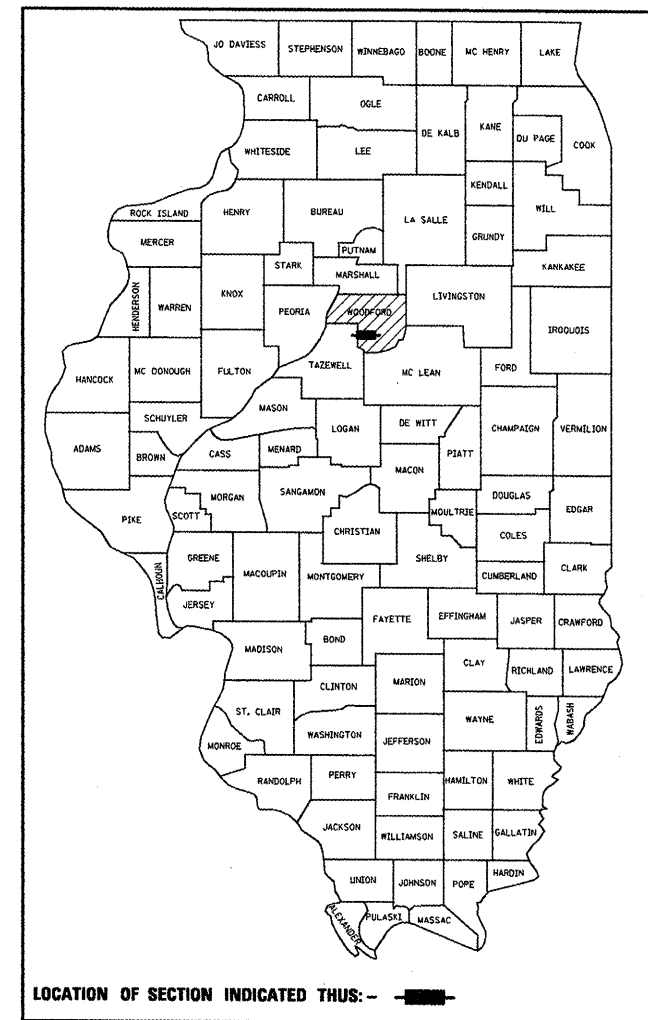 JO DAVIESS
STEPHENSON
WINNEBAGO
BOONE
MC HENRY
LAKE
CARROLL
OGLE
DE KALB
KANE
DU PAGE
COOK
WHITESIDE
LEE
KENDALL
WILL
ROCK ISLAND
HENRY
BUREAU
LA SALLE
GRUNDY
MERCER
PUTNAM
STARK
MARSHALL
KANKAKEE
HENDERSON
WARREN
KNOX
PEORIA
WOODFORD
LIVINGSTON
IROQUOIS
HANCOCK
MC DONOUGH
FULTON
TAZEWELL
MC LEAN
FORD
SCHUYLER
MASON
LOGAN
DE WITT
CHAMPAIGN
VERMILION
ADAMS
BROWN
CASS
MENARD
PIATT
MACON
PIKE
SCOTT
MORGAN
SANGAMON
MOULTRIE
DOUGLAS
EDGAR
CHRISTIAN
COLES
CALHOUN
GREENE
MACOUPIN
MONTGOMERY
SHELBY
CUMBERLAND
CLARK
JERSEY
FAYETTE
EFFINGHAM
JASPER
CRAWFORD
MADISON
BOND
CLAY
RICHLAND
LAWRENCE
CLINTON
MARION
ST. CLAIR
WAYNE
EDWARDS
WABASH
WASHINGTON
JEFFERSON
MONROE
RANDOLPH
PERRY
HAMILTON
WHITE
FRANKLIN
JACKSON
WILLIAMSON
SALINE
GALLATIN
UNION
JOHNSON
POPE
HARDIN
ALEXANDER
PULASKI
MASSAC
LOCATION OF SECTION INDICATED THUS: -